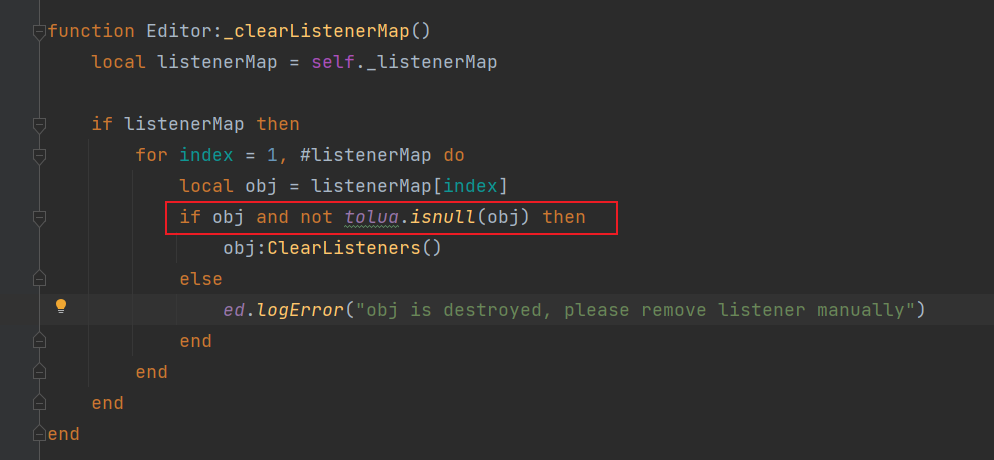 function Editor:_clearListenerMap()
    local listenerMap = self._listenerMap
    if listenerMap then
        for index = 1, #listenerMap do
            local obj = listenerMap[index]
            if obj and not tolua.isnull(obj) then
                obj:ClearListeners()
            else
                ed.logError("obj is destroyed, please remove listener manually")
            end
        end
    end
end